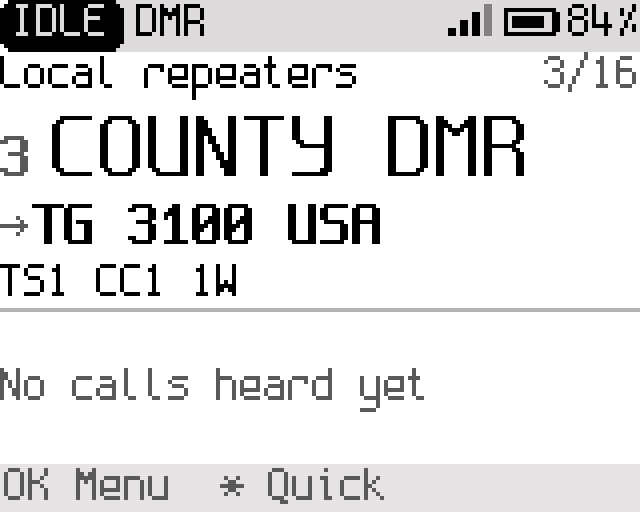 IDLE DMR 84%
Local repeaters 3/16
3 COUNTY DMR
→TG 3100 USA
TS1 CC1 1W
No calls heard yet
OK Menu * Quick